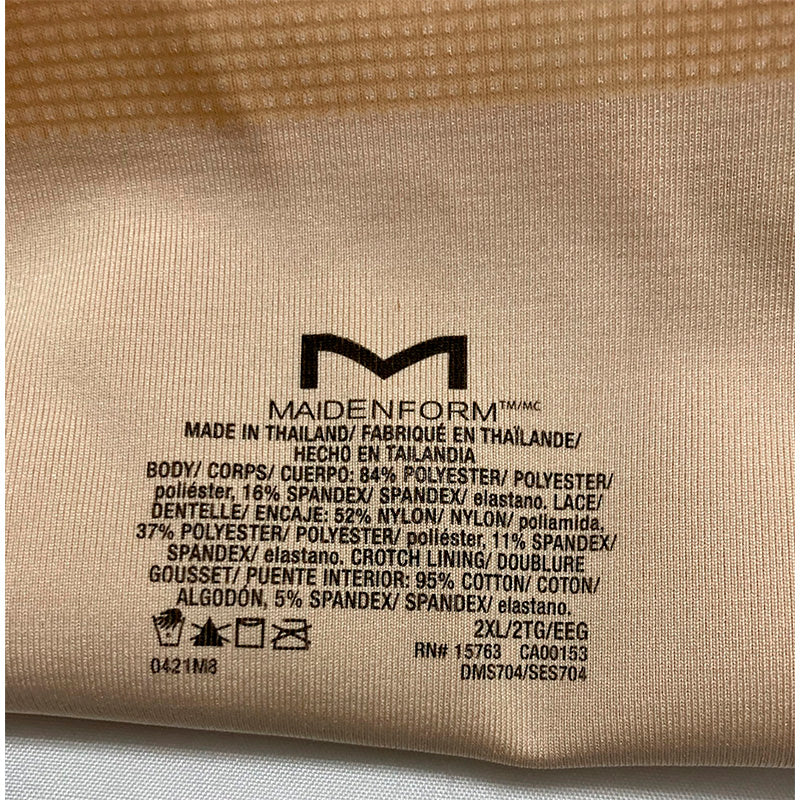 M
MAIDENFORM™/MC
MADE IN THAILAND/ FABRIQUÉ EN THAÏLANDE/
HECHO EN TAILANDIA
BODY/ CORPS/ CUERPO: 84% POLYESTER/ POLYESTER/
poliéster, 16% SPANDEX/ SPANDEX/ elastano. LACE/
DENTELLE/ ENCAJE: 52% NYLON/ NYLON/ poliamida.
37% POLYESTER/ POLYESTER/ poliéster, 11% SPANDEX/
SPANDEX/ elastano. CROTCH LINING/ DOUBLURE
GOUSSET/ PUENTE INTERIOR: 95% COTTON/ COTON/
ALGODÓN, 5% SPANDEX/ SPANDEX/ elastano.
2XL/2TG/EEG
RN# 15763 CA00153
0421M8 DMS704/SES704